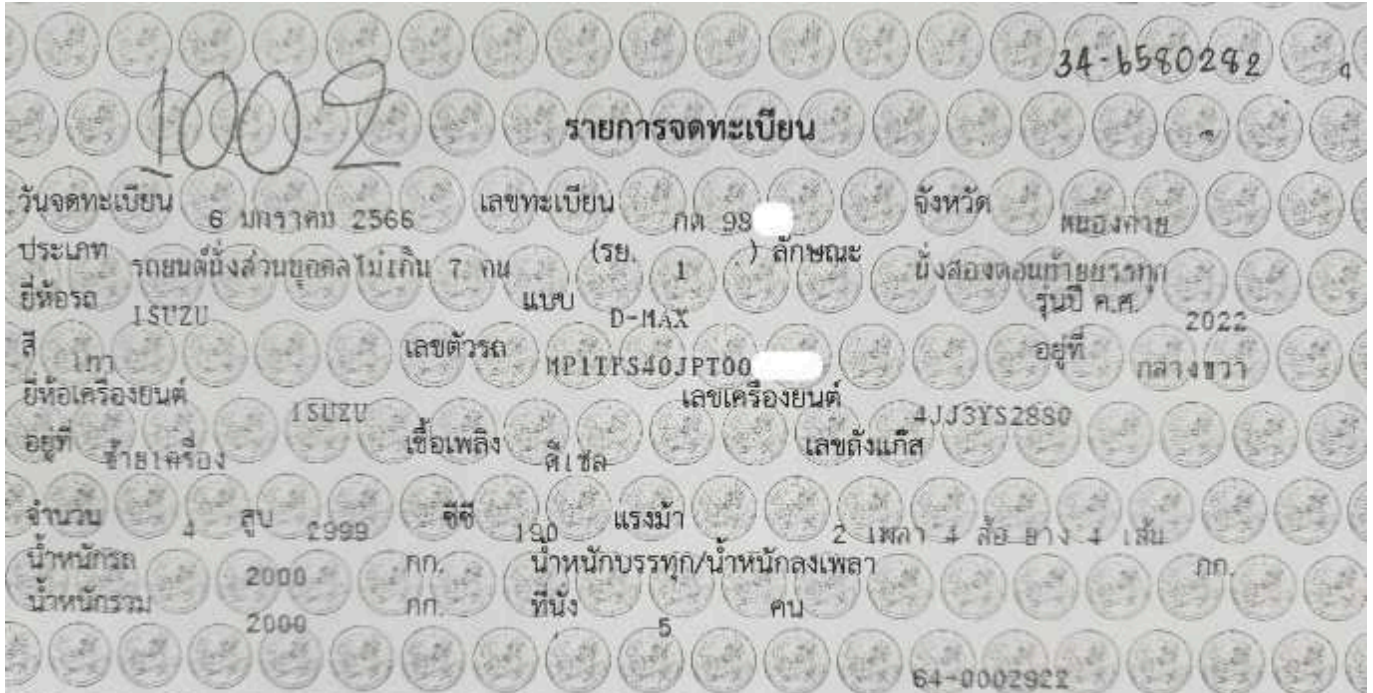 34-6580282
1002
รายการจดทะเบียน
วันจดทะเบียน 6 มกราคม 2566 เลขทะเบียน กต 98 จังหวัด หนองคาย
ประเภท รถยนต์นั่งส่วนบุคคลไม่เกิน 7 คน (รย. 1 ) ลักษณะ นั่งสองตอนท้ายบรรทุก
ยี่ห้อรถ ISUZU แบบ D-MAX รุ่นปี ค.ศ. 2022
สี เทา เลขตัวรถ MP1TFS40JPT00 อยู่ที่ กลางขวา
ยี่ห้อเครื่องยนต์ ISUZU เลขเครื่องยนต์ 4JJ3YS2880
อยู่ที่ ซ้ายเครื่อง เชื้อเพลิง ดีเซล เลขถังแก๊ส
จำนวน 4 สูบ 2999 ซีซี 190 แรงม้า 2 เพลา 4 ล้อ ยาง 4 เส้น
น้ำหนักรถ 2000 กก. น้ำหนักบรรทุก/น้ำหนักลงเพลา กก.
น้ำหนักรวม 2000 กก. ที่นั่ง 5 คน
64-0002922